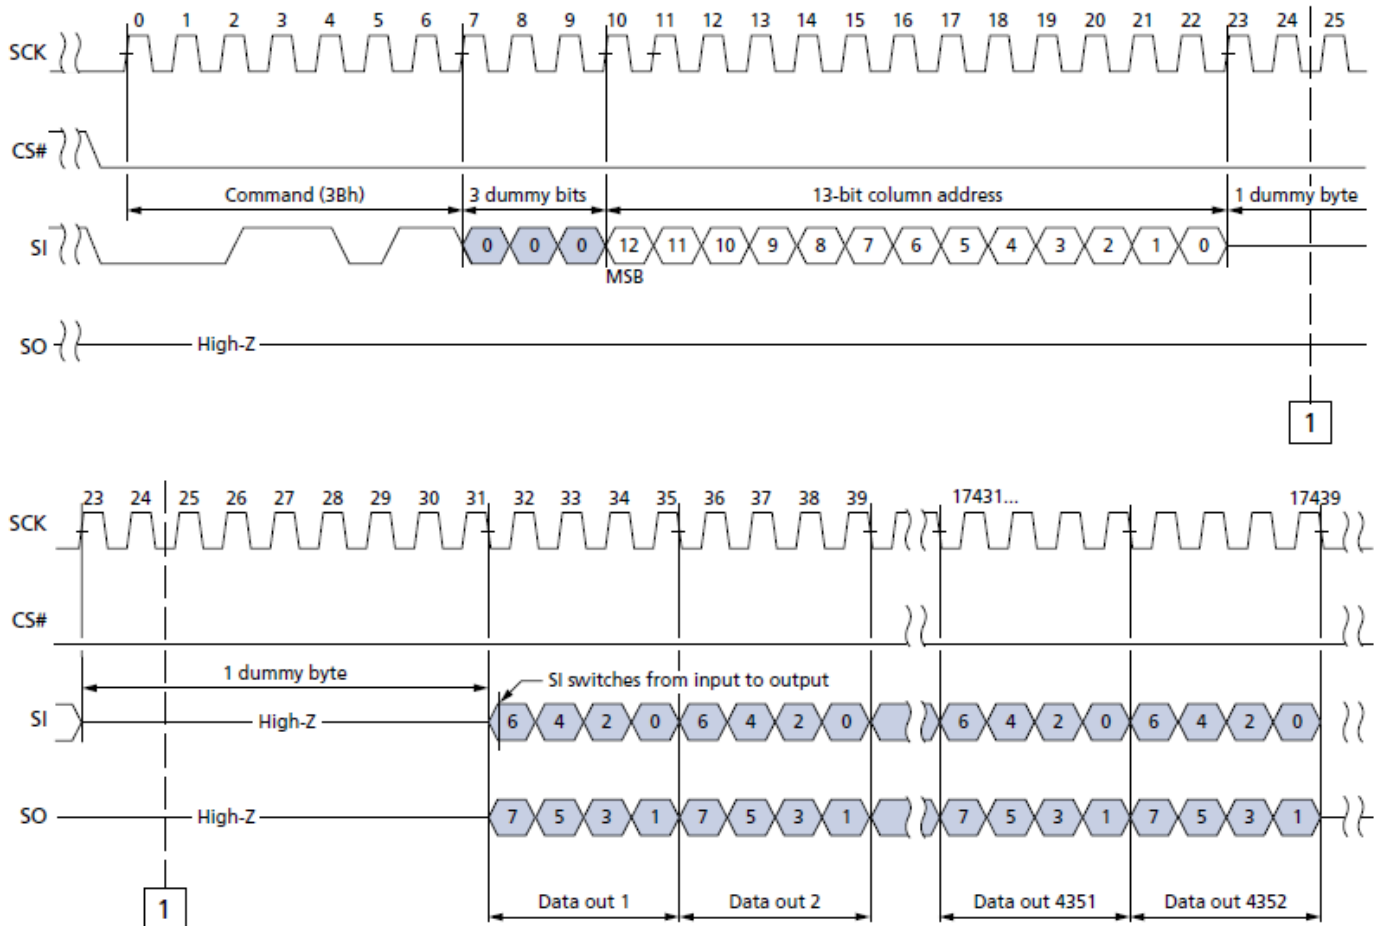 0 1 2 3 4 5 6 7 8 9 10 11 12 13 14 15 16 17 18 19 20 21 22 23 24 25
SCK
CS#
Command (3Bh) 3 dummy bits 13-bit column address 1 dummy byte
SI 0 0 0 12 11 10 9 8 7 6 5 4 3 2 1 0
MSB
SO High-Z
1
23 24 25 26 27 28 29 30 31 32 33 34 35 36 37 38 39 17431... 17439
SCK
CS#
1 dummy byte SI switches from input to output
SI High-Z 6 4 2 0 6 4 2 0 6 4 2 0 6 4 2 0
SO High-Z 7 5 3 1 7 5 3 1 7 5 3 1 7 5 3 1
1 Data out 1 Data out 2 Data out 4351 Data out 4352